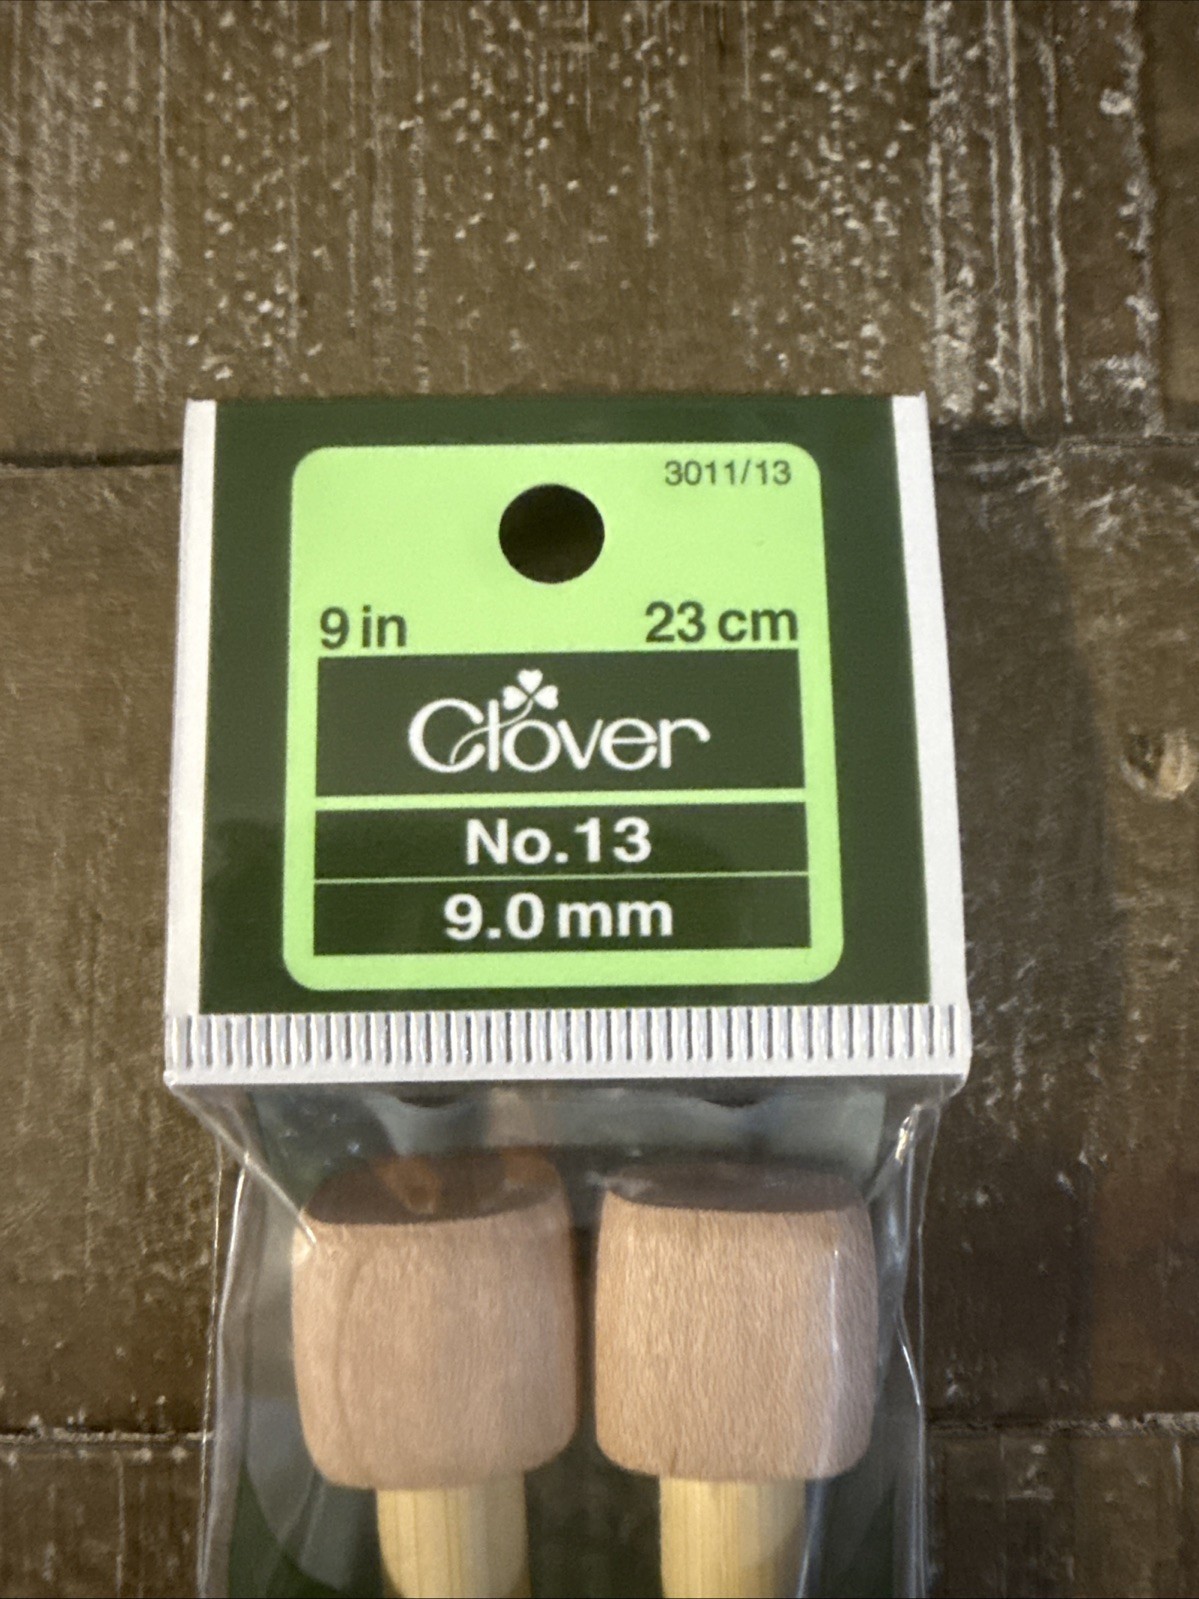 3011/13
9 in 23 cm
Clover
No.13
9.0 mm